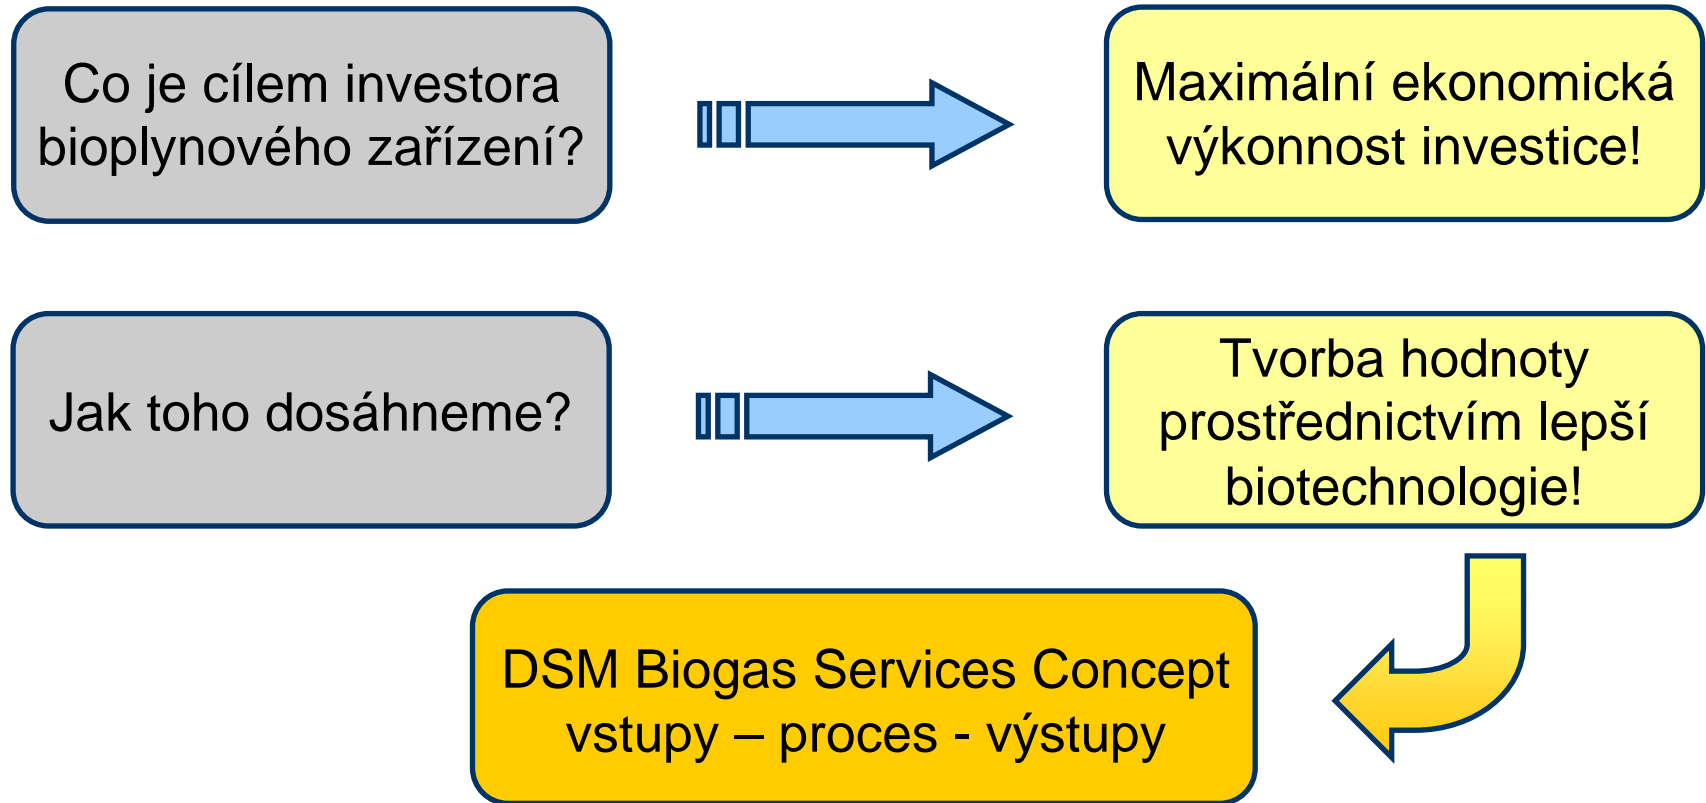 Co je cílem investora
bioplynového zařízení?
Maximální ekonomická
výkonnost investice!
Jak toho dosáhneme?
Tvorba hodnoty
prostřednictvím lepší
biotechnologie!
DSM Biogas Services Concept
vstupy – proces - výstupy